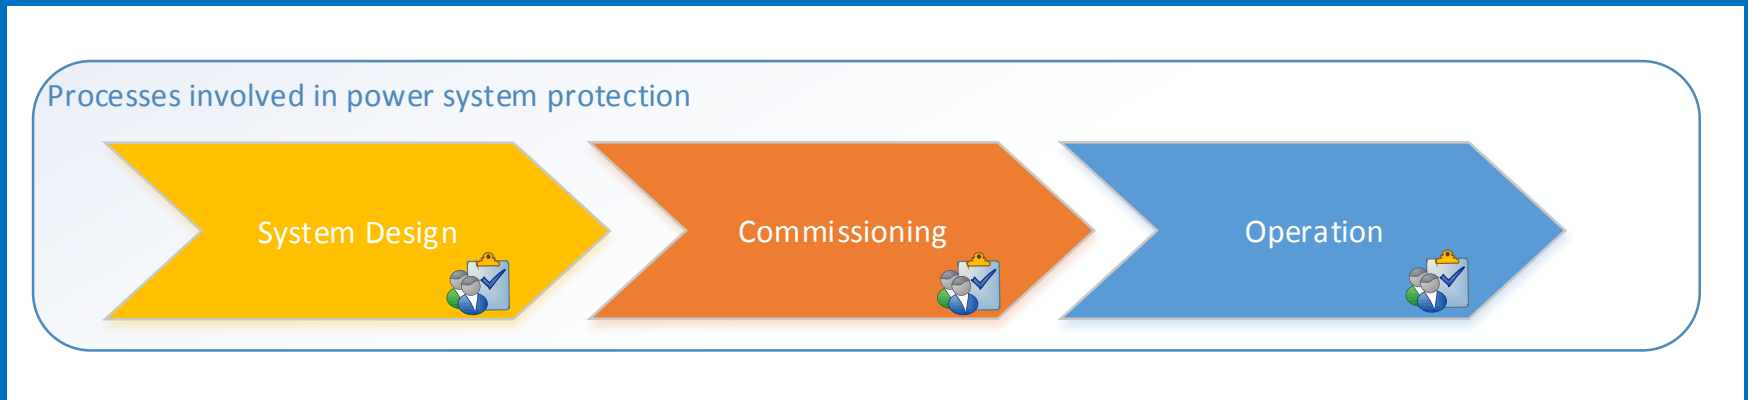 Processes involved in power system protection
System Design
Commissioning
Operation